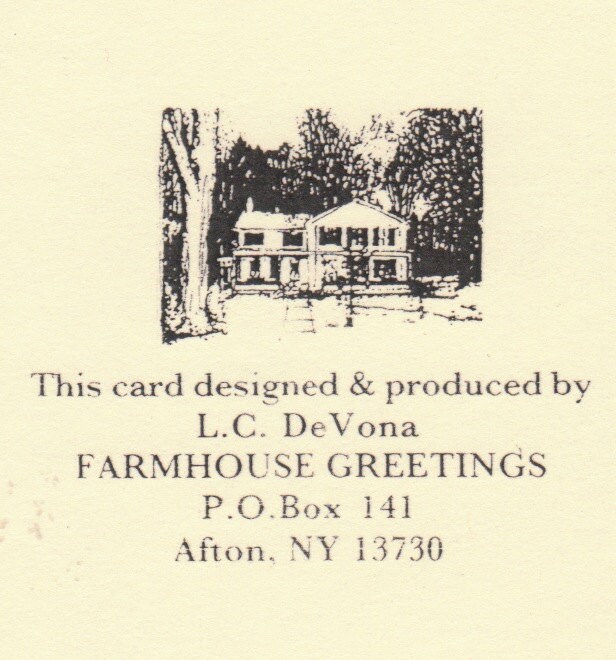 This card designed & produced by
L.C. DeVona
FARMHOUSE GREETINGS
P.O.Box 141
Afton, NY 13730